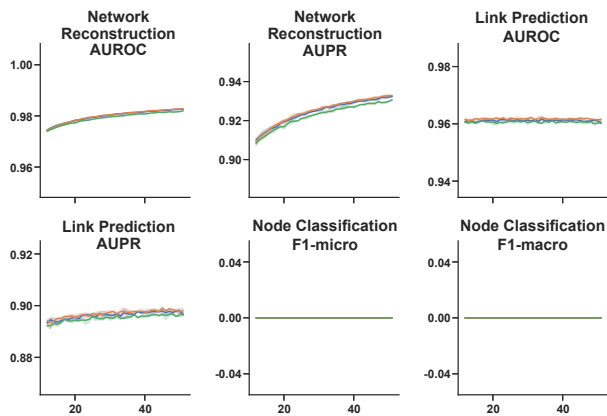 Network
Reconstruction
AUROC
Network
Reconstruction
AUPR
Link Prediction
AUROC
1.00
0.98
0.96
0.94
0.92
0.90
0.98
0.96
0.94
Link Prediction
AUPR
Node Classification
F1-micro
Node Classification
F1-macro
0.92
0.90
0.88
0.04
0.00
-0.04
0.04
0.00
-0.04
20 40
20 40
20 40